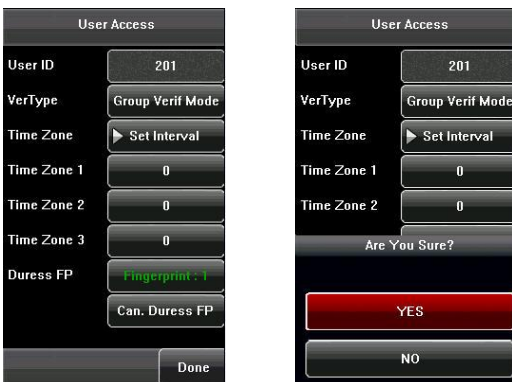 User Access
User ID 201
VerType Group Verif Mode
Time Zone Set Interval
Time Zone 1 0
Time Zone 2 0
Time Zone 3 0
Duress FP Fingerprint : 1
Can. Duress FP
Done
User Access
User ID 201
VerType Group Verif Mode
Time Zone Set Interval
Time Zone 1 0
Time Zone 2 0
Are You Sure?
YES
NO